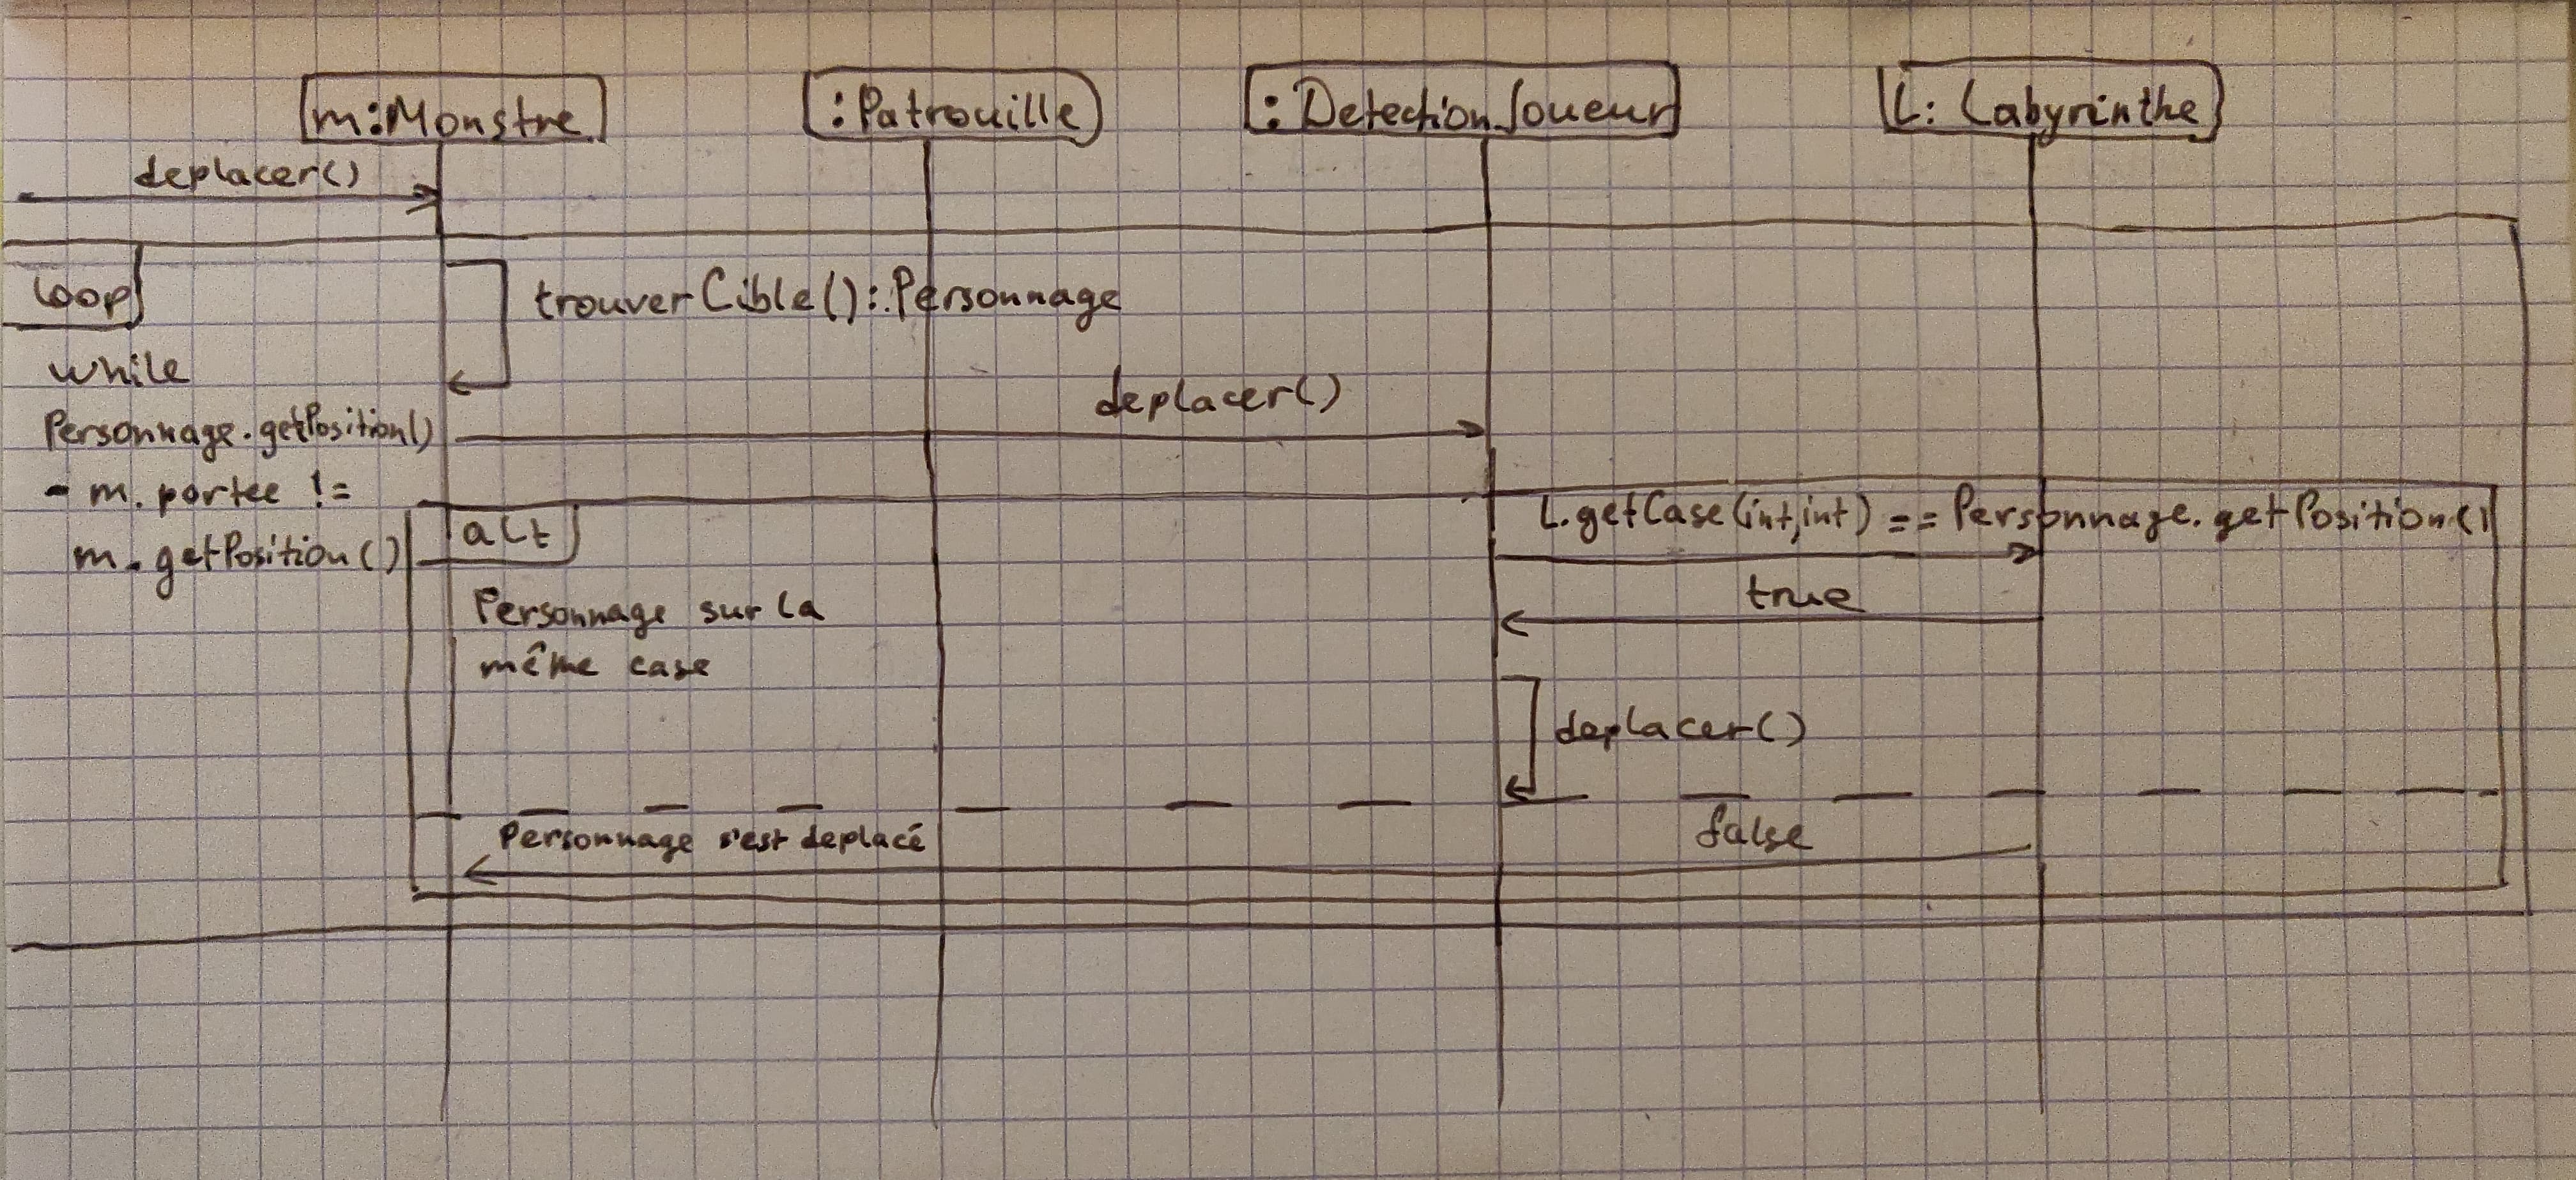 m:Monstre
:Patrouille
:DetectionJoueur
L: Labyrinthe
deplacer()
loop
trouverCible():Personnage
while
deplacer()
Personnage.getPosition()
- m.portee !=
m.getPosition()
alt
L.getCase(int,int) == Personnage.getPosition()
Personnage sur la
même case
true
deplacer()
Personnage s'est deplacé
false